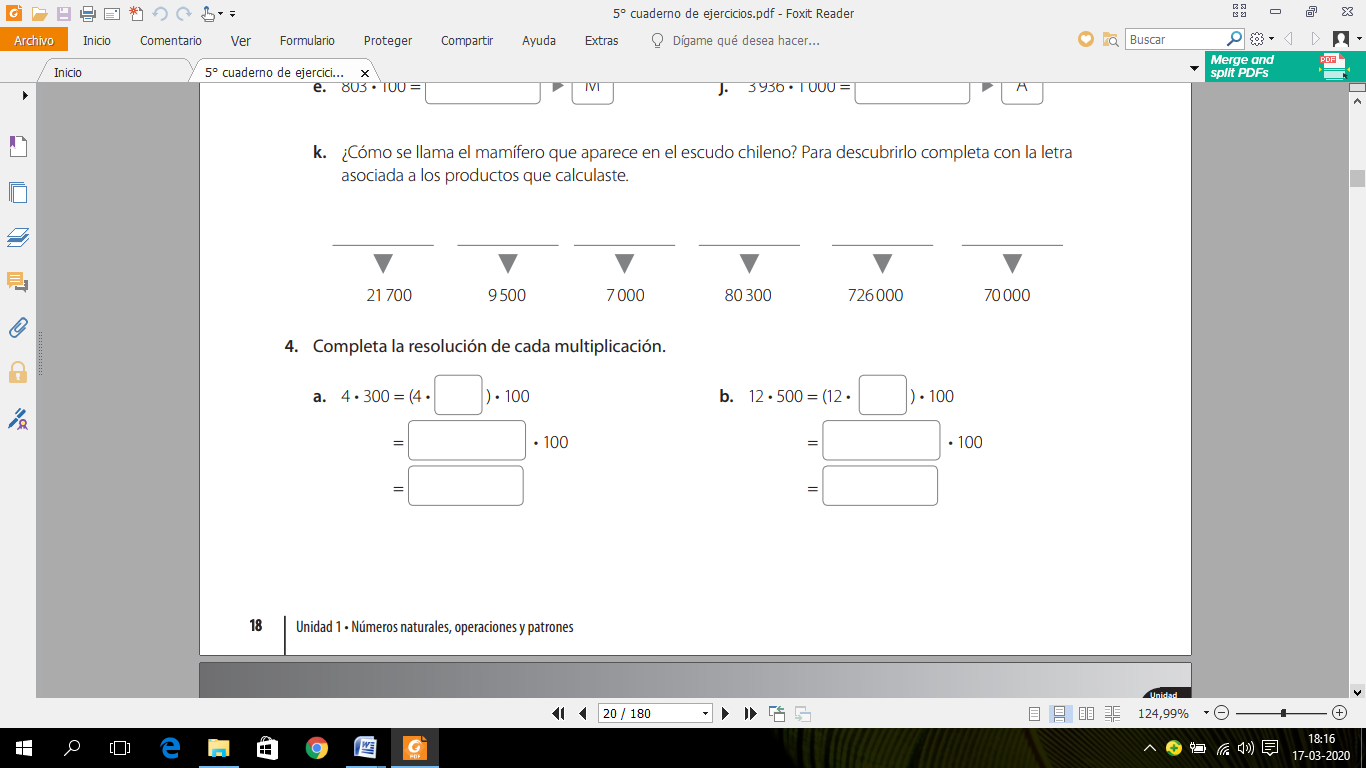 5° cuaderno de ejercicios.pdf - Foxit Reader
Archivo Inicio Comentario Ver Formulario Proteger Compartir Ayuda Extras Dígame qué desea hacer... Buscar
Inicio 5° cuaderno de ejercici... × Merge and
split PDFs
e. 803 • 100 = M j. 3 936 • 1 000 = A
k. ¿Cómo se llama el mamífero que aparece en el escudo chileno? Para descubrirlo completa con la letra
asociada a los productos que calculaste.
21 700 9 500 7 000 80 300 726 000 70 000
4. Completa la resolución de cada multiplicación.
a. 4 • 300 = (4 • ) • 100 b. 12 • 500 = (12 • ) • 100
= • 100 = • 100
= =
18 Unidad 1 • Números naturales, operaciones y patrones
Unidad
20 / 180 124,99%
18:16
17-03-2020